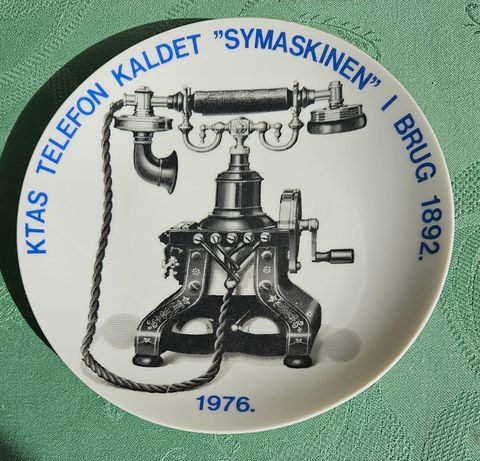 KTAS TELEFON KALDET "SYMASKINEN" I BRUG 1892.
1976.